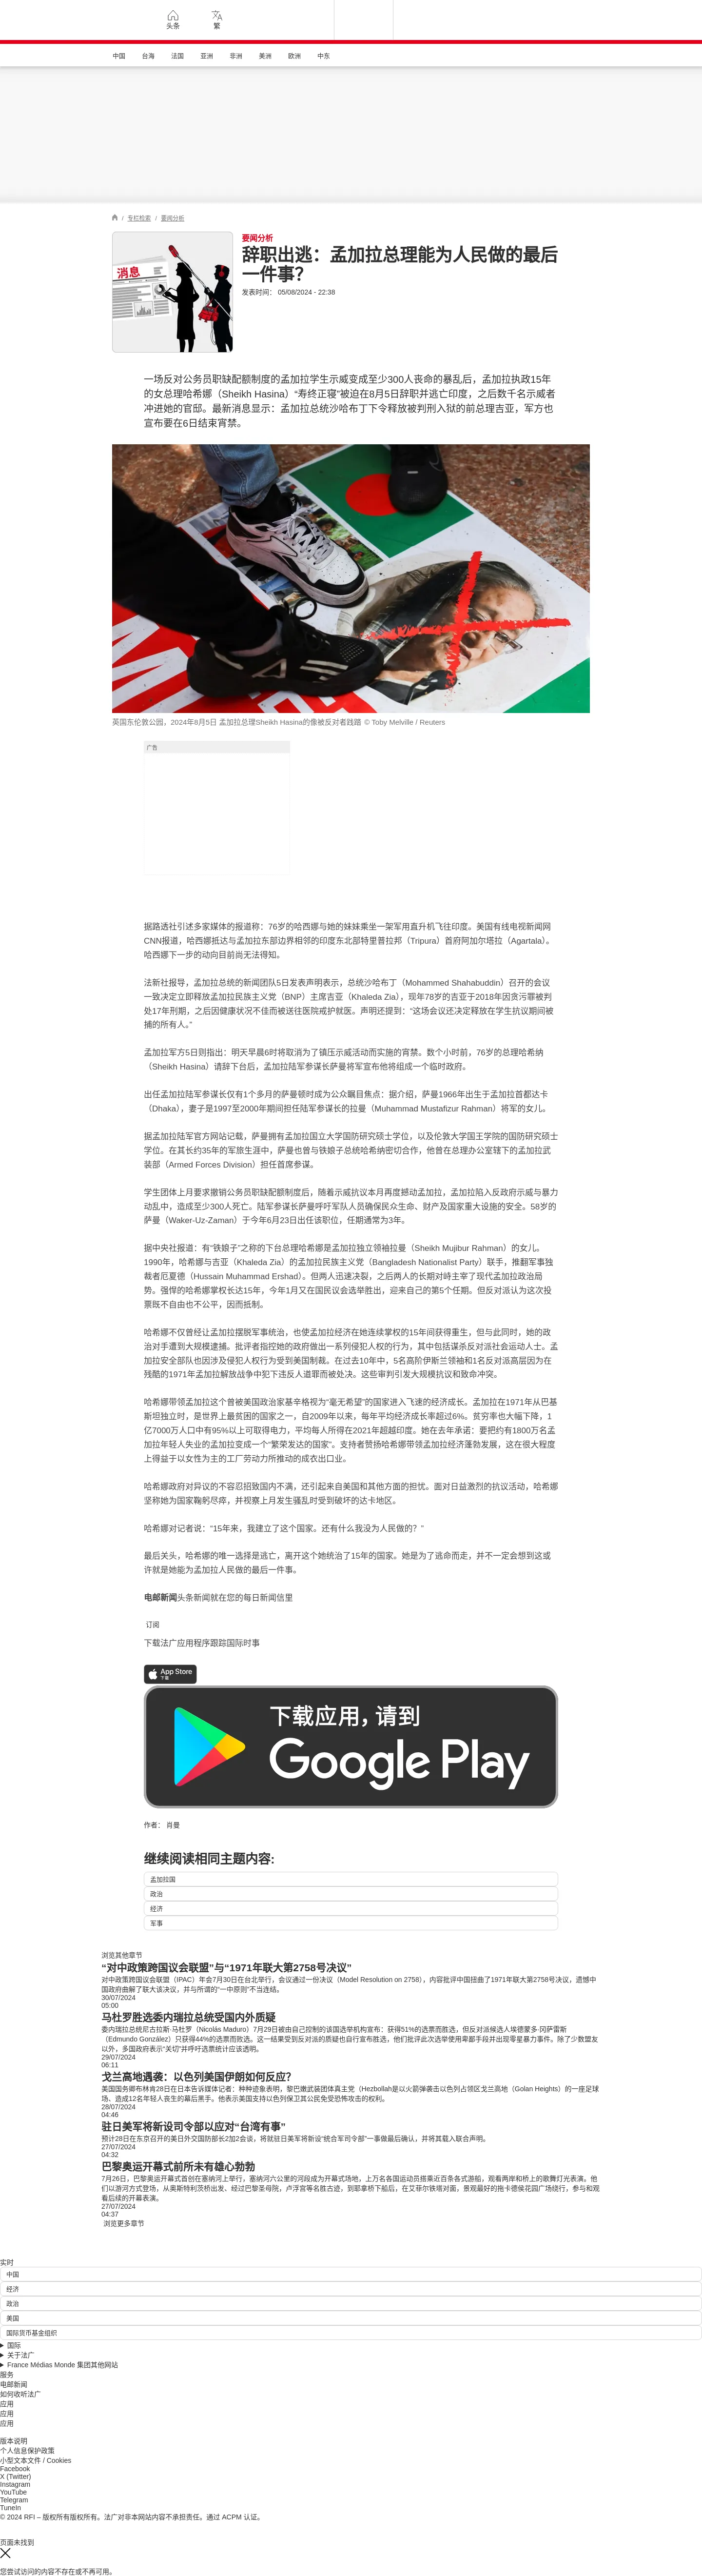 头条
繁
中国
台海
法国
亚洲
非洲
美洲
欧洲
中东
/ 专栏检索 / 要闻分析
消息
要闻分析
辞职出逃：孟加拉总理能为人民做的最后
一件事？
发表时间： 05/08/2024 - 22:38
一场反对公务员职缺配额制度的孟加拉学生示威变成至少300人丧命的暴乱后，孟加拉执政15年
的女总理哈希娜（Sheikh Hasina）“寿终正寝”被迫在8月5日辞职并逃亡印度，之后数千名示威者
冲进她的官邸。最新消息显示：孟加拉总统沙哈布丁下令释放被判刑入狱的前总理吉亚，军方也
宣布要在6日结束宵禁。
英国东伦敦公园，2024年8月5日 孟加拉总理Sheikh Hasina的像被反对者践踏 © Toby Melville / Reuters
广告
据路透社引述多家媒体的报道称：76岁的哈西娜与她的妹妹乘坐一架军用直升机飞往印度。美国有线电视新闻网
CNN报道，哈西娜抵达与孟加拉东部边界相邻的印度东北部特里普拉邦（Tripura）首府阿加尔塔拉（Agartala）。
哈西娜下一步的动向目前尚无法得知。
法新社报导，孟加拉总统的新闻团队5日发表声明表示，总统沙哈布丁（Mohammed Shahabuddin）召开的会议
一致决定立即释放孟加拉民族主义党（BNP）主席吉亚（Khaleda Zia），现年78岁的吉亚于2018年因贪污罪被判
处17年刑期，之后因健康状况不佳而被送往医院戒护就医。声明还提到：“这场会议还决定释放在学生抗议期间被
捕的所有人。”
孟加拉军方5日则指出：明天早晨6时将取消为了镇压示威活动而实施的宵禁。数个小时前，76岁的总理哈希纳
（Sheikh Hasina）请辞下台后，孟加拉陆军参谋长萨曼将军宣布他将组成一个临时政府。
出任孟加拉陆军参谋长仅有1个多月的萨曼顿时成为公众瞩目焦点：据介绍，萨曼1966年出生于孟加拉首都达卡
（Dhaka），妻子是1997至2000年期间担任陆军参谋长的拉曼（Muhammad Mustafizur Rahman）将军的女儿。
据孟加拉陆军官方网站记载，萨曼拥有孟加拉国立大学国防研究硕士学位，以及伦敦大学国王学院的国防研究硕士
学位。在其长约35年的军旅生涯中，萨曼也曾与铁娘子总统哈希纳密切合作，他曾在总理办公室辖下的孟加拉武
装部（Armed Forces Division）担任首席参谋。
学生团体上月要求撤销公务员职缺配额制度后，随着示威抗议本月再度撼动孟加拉，孟加拉陷入反政府示威与暴力
动乱中，造成至少300人死亡。陆军参谋长萨曼呼吁军队人员确保民众生命、财产及国家重大设施的安全。58岁的
萨曼（Waker-Uz-Zaman）于今年6月23日出任该职位，任期通常为3年。
据中央社报道：有“铁娘子”之称的下台总理哈希娜是孟加拉独立领袖拉曼（Sheikh Mujibur Rahman）的女儿。
1990年，哈希娜与吉亚（Khaleda Zia）的孟加拉民族主义党（Bangladesh Nationalist Party）联手，推翻军事独
裁者厄夏德（Hussain Muhammad Ershad）。但两人迅速决裂，之后两人的长期对峙主宰了现代孟加拉政治局
势。强悍的哈希娜掌权长达15年，今年1月又在国民议会选举胜出，迎来自己的第5个任期。但反对派认为这次投
票既不自由也不公平，因而抵制。
哈希娜不仅曾经让孟加拉摆脱军事统治，也使孟加拉经济在她连续掌权的15年间获得重生，但与此同时，她的政
治对手遭到大规模逮捕。批评者指控她的政府做出一系列侵犯人权的行为，其中包括谋杀反对派社会运动人士。孟
加拉安全部队也因涉及侵犯人权行为受到美国制裁。在过去10年中，5名高阶伊斯兰领袖和1名反对派高层因为在
残酷的1971年孟加拉解放战争中犯下违反人道罪而被处决。这些审判引发大规模抗议和致命冲突。
哈希娜带领孟加拉这个曾被美国政治家基辛格视为“毫无希望”的国家进入飞速的经济成长。孟加拉在1971年从巴基
斯坦独立时，是世界上最贫困的国家之一，自2009年以来，每年平均经济成长率超过6%。贫穷率也大幅下降，1
亿7000万人口中有95%以上可取得电力，平均每人所得在2021年超越印度。她在去年承诺：要把约有1800万名孟
加拉年轻人失业的孟加拉变成一个“繁荣发达的国家”。支持者赞扬哈希娜带领孟加拉经济蓬勃发展，这在很大程度
上得益于以女性为主的工厂劳动力所推动的成衣出口业。
哈希娜政府对异议的不容忍招致国内不满，还引起来自美国和其他方面的担忧。面对日益激烈的抗议活动，哈希娜
坚称她为国家鞠躬尽瘁，并视察上月发生骚乱时受到破坏的达卡地区。
哈希娜对记者说：“15年来，我建立了这个国家。还有什么我没为人民做的？”
最后关头，哈希娜的唯一选择是逃亡，离开这个她统治了15年的国家。她是为了逃命而走，并不一定会想到这或
许就是她能为孟加拉人民做的最后一件事。
电邮新闻头条新闻就在您的每日新闻信里
订阅
下载法广应用程序跟踪国际时事
App Store
下载
下载应用，请到
Google Play
作者： 肖曼
继续阅读相同主题内容:
孟加拉国
政治
经济
军事
浏览其他章节
“对中政策跨国议会联盟”与“1971年联大第2758号决议”
对中政策跨国议会联盟（IPAC）年会7月30日在台北举行，会议通过一份决议（Model Resolution on 2758），内容批评中国扭曲了1971年联大第2758号决议，遗憾中
国政府曲解了联大该决议，并与所谓的“一中原则”不当连结。
30/07/2024
05:00
马杜罗胜选委内瑞拉总统受国内外质疑
委内瑞拉总统尼古拉斯·马杜罗（Nicolás Maduro）7月29日被由自己控制的该国选举机构宣布：获得51%的选票而胜选，但反对派候选人埃德蒙多·冈萨雷斯
（Edmundo González）只获得44%的选票而败选。这一结果受到反对派的质疑也自行宣布胜选，他们批评此次选举使用卑鄙手段并出现零星暴力事件。除了少数盟友
以外，多国政府表示“关切”并呼吁选票统计应该透明。
29/07/2024
06:11
戈兰高地遇袭：以色列美国伊朗如何反应？
美国国务卿布林肯28日在日本告诉媒体记者：种种迹象表明，黎巴嫩武装团体真主党（Hezbollah是以火箭弹袭击以色列占领区戈兰高地（Golan Heights）的一座足球
场、造成12名年轻人丧生的幕后黑手。他表示美国支持以色列保卫其公民免受恐怖攻击的权利。
28/07/2024
04:46
驻日美军将新设司令部以应对“台湾有事”
预计28日在东京召开的美日外交国防部长2加2会谈，将就驻日美军将新设“统合军司令部”一事做最后确认，并将其载入联合声明。
27/07/2024
04:32
巴黎奥运开幕式前所未有雄心勃勃
7月26日，巴黎奥运开幕式首创在塞纳河上举行，塞纳河六公里的河段成为开幕式场地，上万名各国运动员搭乘近百条各式游船，观看两岸和桥上的歌舞灯光表演。他
们以游河方式登场，从奥斯特利茨桥出发、经过巴黎圣母院，卢浮宫等名胜古迹，到耶拿桥下船后，在艾菲尔铁塔对面，景观最好的拖卡德侯花园广场绕行，参与和观
看后续的开幕表演。
27/07/2024
04:37
浏览更多章节
实时
中国
经济
政治
美国
国际货币基金组织
国际
关于法广
France Médias Monde 集团其他网站
服务
电邮新闻
如何收听法广
应用
应用
应用
版本说明
个人信息保护政策
小型文本文件 / Cookies
Facebook
X (Twitter)
Instagram
YouTube
Telegram
TuneIn
© 2024 RFI – 版权所有版权所有。法广对非本网站内容不承担责任。通过 ACPM 认证。
页面未找到
您尝试访问的内容不存在或不再可用。